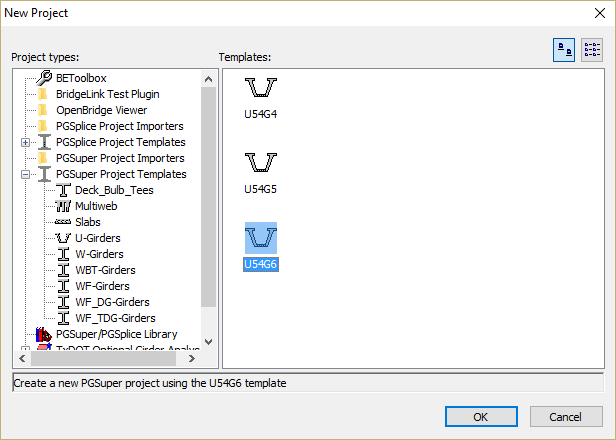 New Project
Project types:
Templates:
BEToolbox
BridgeLink Test Plugin
OpenBridge Viewer
PGSplice Project Importers
PGSplice Project Templates
PGSuper Project Importers
PGSuper Project Templates
Deck_Bulb_Tees
Multiweb
Slabs
U-Girders
W-Girders
WBT-Girders
WF-Girders
WF_DG-Girders
WF_TDG-Girders
PGSuper/PGSplice Library
TxDOT Optional Girder Analys
U54G4
U54G5
U54G6
Create a new PGSuper project using the U54G6 template
OK
Cancel